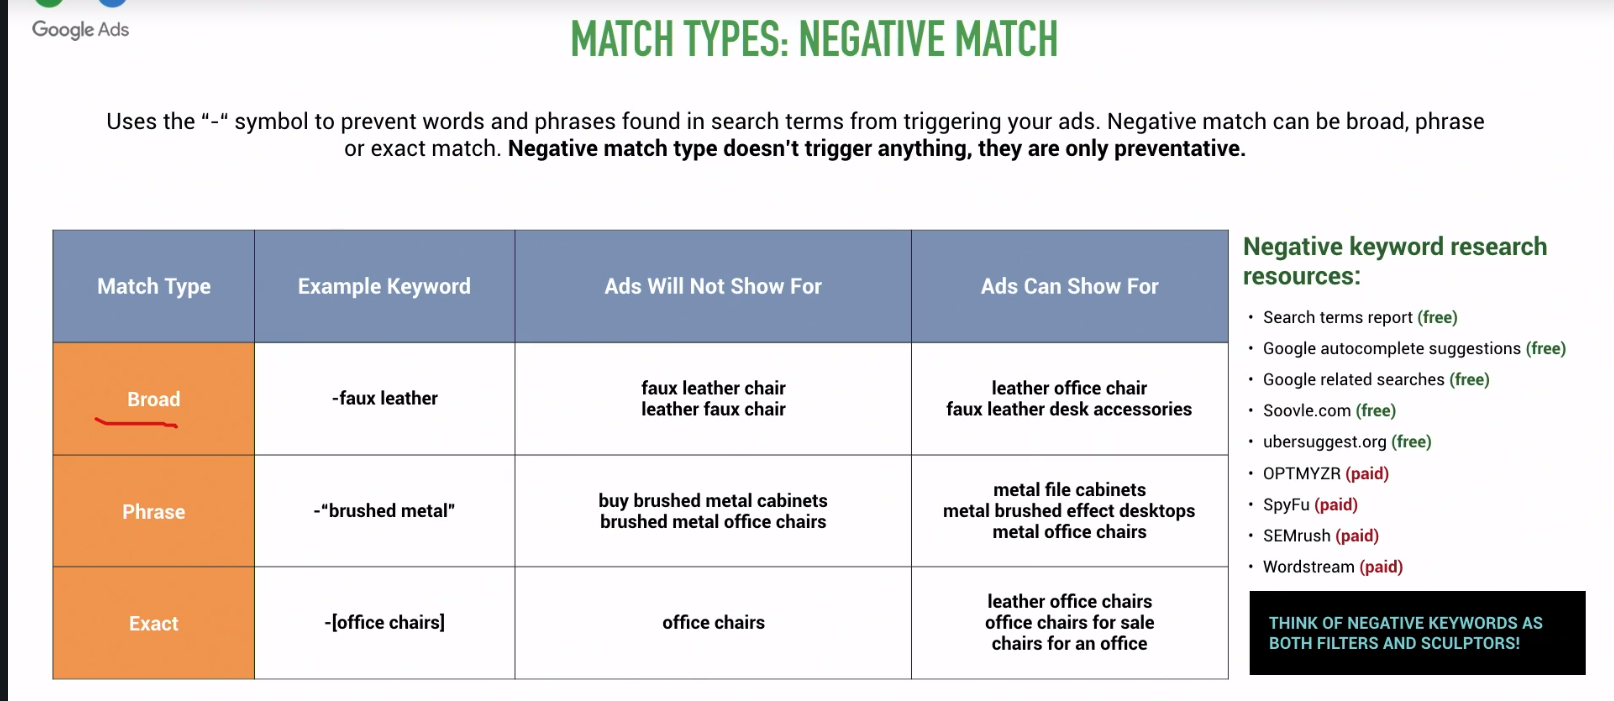 Google Ads
MATCH TYPES: NEGATIVE MATCH
Uses the “-“ symbol to prevent words and phrases found in search terms from triggering your ads. Negative match can be broad, phrase
or exact match. Negative match type doesn't trigger anything, they are only preventative.
Match Type
Example Keyword
Ads Will Not Show For
Ads Can Show For
Broad
-faux leather
faux leather chair
leather faux chair
leather office chair
faux leather desk accessories
Phrase
-“brushed metal”
buy brushed metal cabinets
brushed metal office chairs
metal file cabinets
metal brushed effect desktops
metal office chairs
Exact
-[office chairs]
office chairs
leather office chairs
office chairs for sale
chairs for an office
Negative keyword research
resources:
• Search terms report (free)
• Google autocomplete suggestions (free)
• Google related searches (free)
• Soovle.com (free)
• ubersuggest.org (free)
• OPTMYZR (paid)
• SpyFu (paid)
• SEMrush (paid)
• Wordstream (paid)
THINK OF NEGATIVE KEYWORDS AS
BOTH FILTERS AND SCULPTORS!